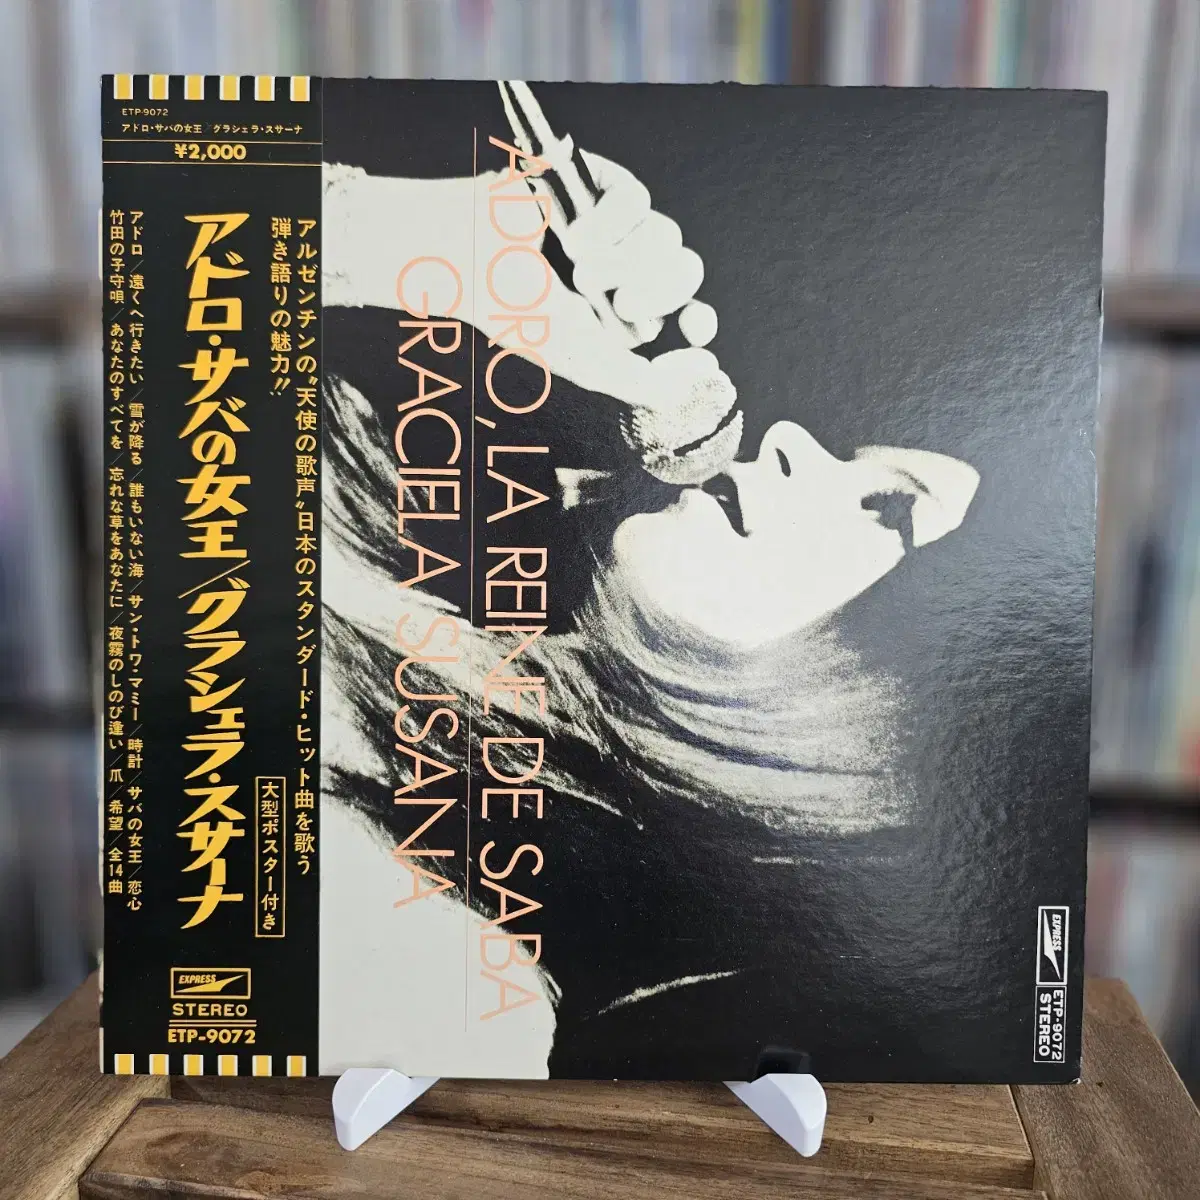 ETP-9072
アドロ・サバの女王/グラシェラ・スサーナ
¥2,000
アルゼンチンの〝天使の歌声〟日本のスタンダード・ヒット曲を歌う
弾き語りの魅力!!
アドロ・サバの女王/グラシェラ・スサーナ
大型ポスター付き
アドロ/遠くへ行きたい/雪が降る/誰もいない海/サン・トワ・マミー/時計/サバの女王/恋心
竹田の子守唄/あなたのすべてを/忘れな草をあなたに/夜霧のしのび逢い/爪/希望/全14曲
EXPRESS
STEREO
ETP-9072
ADORO, LA REINE DE SABA
GRACIELA SUSANA
EXPRESS
ETP-9072
STEREO